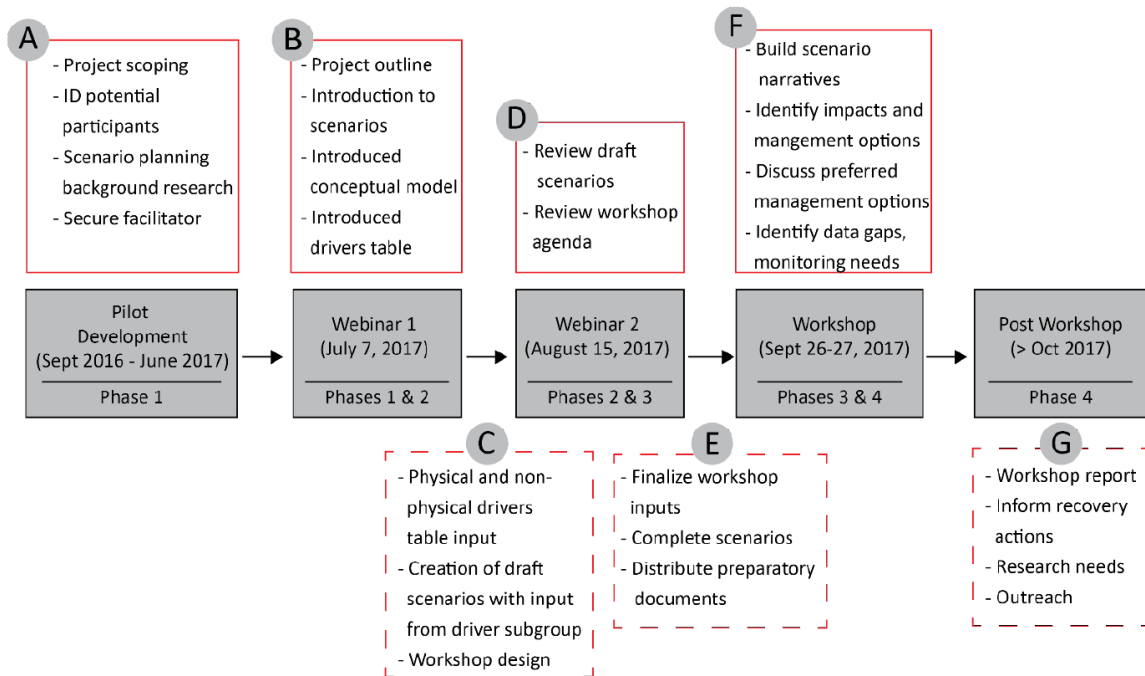 A
- Project scoping
- ID potential
participants
- Scenario planning
background research
- Secure facilitator
B
- Project outline
- Introduction to
scenarios
- Introduced
conceptual model
- Introduced
drivers table
D
- Review draft
scenarios
- Review workshop
agenda
F
- Build scenario
narratives
- Identify impacts and
mangement options
- Discuss preferred
management options
- Identify data gaps,
monitoring needs
Pilot
Development
(Sept 2016 - June 2017)
Phase 1
Webinar 1
(July 7, 2017)
Phases 1 & 2
Webinar 2
(August 15, 2017)
Phases 2 & 3
Workshop
(Sept 26-27, 2017)
Phases 3 & 4
Post Workshop
(> Oct 2017)
Phase 4
C
- Physical and non-
physical drivers
table input
- Creation of draft
scenarios with input
from driver subgroup
- Workshop design
E
- Finalize workshop
inputs
- Complete scenarios
- Distribute preparatory
documents
G
- Workshop report
- Inform recovery
actions
- Research needs
- Outreach